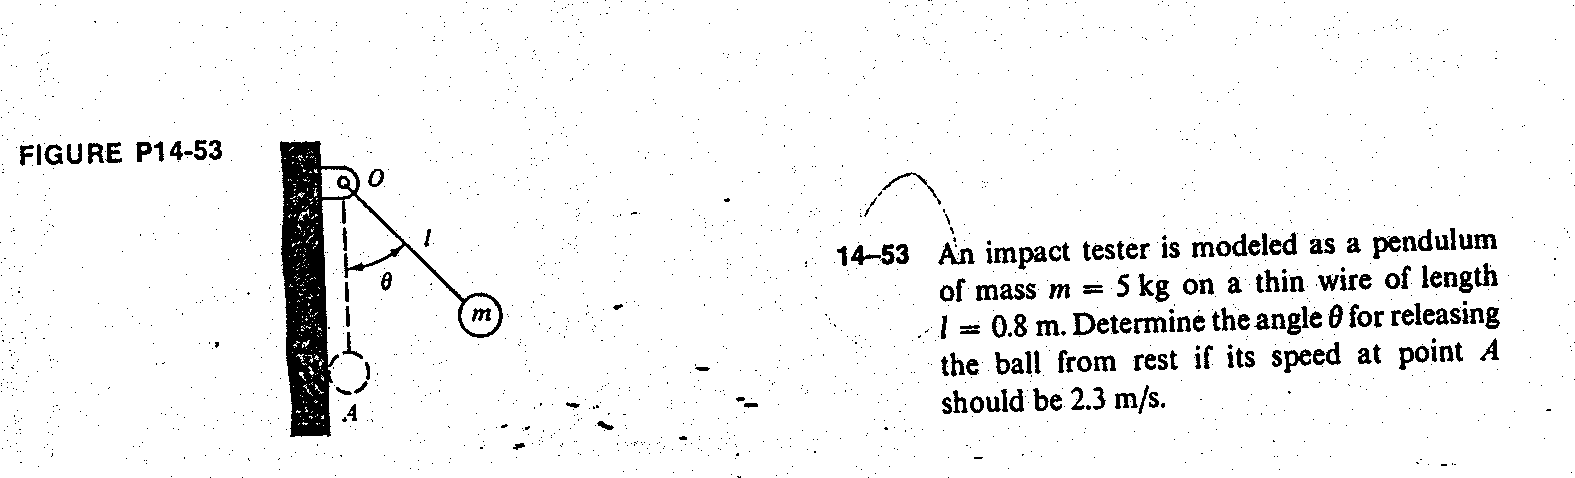 FIGURE P14-53
O
l
θ
m
A
14–53 An impact tester is modeled as a pendulum
of mass m = 5 kg on a thin wire of length
l = 0.8 m. Determine the angle θ for releasing
the ball from rest if its speed at point A
should be 2.3 m/s.